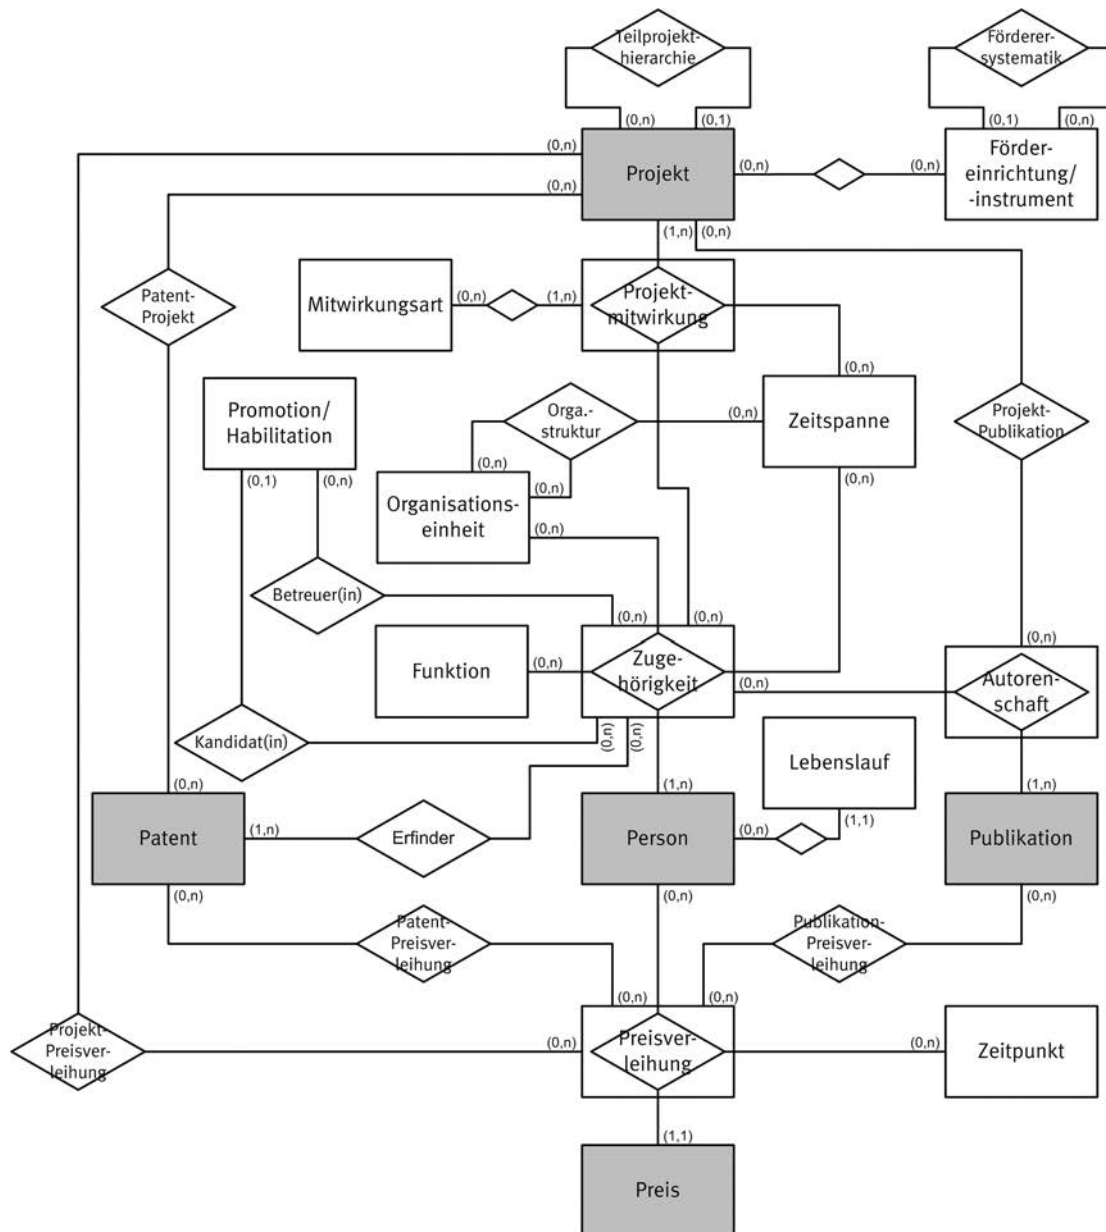 Teilprojekt-
hierarchie
Förderer-
systematik
(0,n)
(0,1)
(0,1)
(0,n)
(0,n)
Projekt
(0,n)
(0,n)
Förder-
einrichtung/
-instrument
(0,n)
(1,n)
(0,n)
Patent-
Projekt
Mitwirkungsart
(0,n)
(1,n)
Projekt-
mitwirkung
(0,n)
Promotion/
Habilitation
Orga.-
struktur
(0,n)
Zeitspanne
Projekt-
Publikation
(0,1)
(0,n)
(0,n)
(0,n)
(0,n)
Organisations-
einheit
(0,n)
Betreuer(in)
(0,n)
(0,n)
(0,n)
Funktion
(0,n)
Zuge-
hörigkeit
(0,n)
Autoren-
schaft
Kandidat(in)
(0,n)
(0,n)
Lebenslauf
(0,n)
(1,n)
(1,n)
Patent
(1,n)
Erfinder
Person
(0,n)
(1,1)
Publikation
(0,n)
(0,n)
(0,n)
Patent-
Preisver-
leihung
Publikation-
Preisver-
leihung
(0,n)
(0,n)
Projekt-
Preisver-
leihung
(0,n)
Preisver-
leihung
(0,n)
Zeitpunkt
(1,1)
Preis